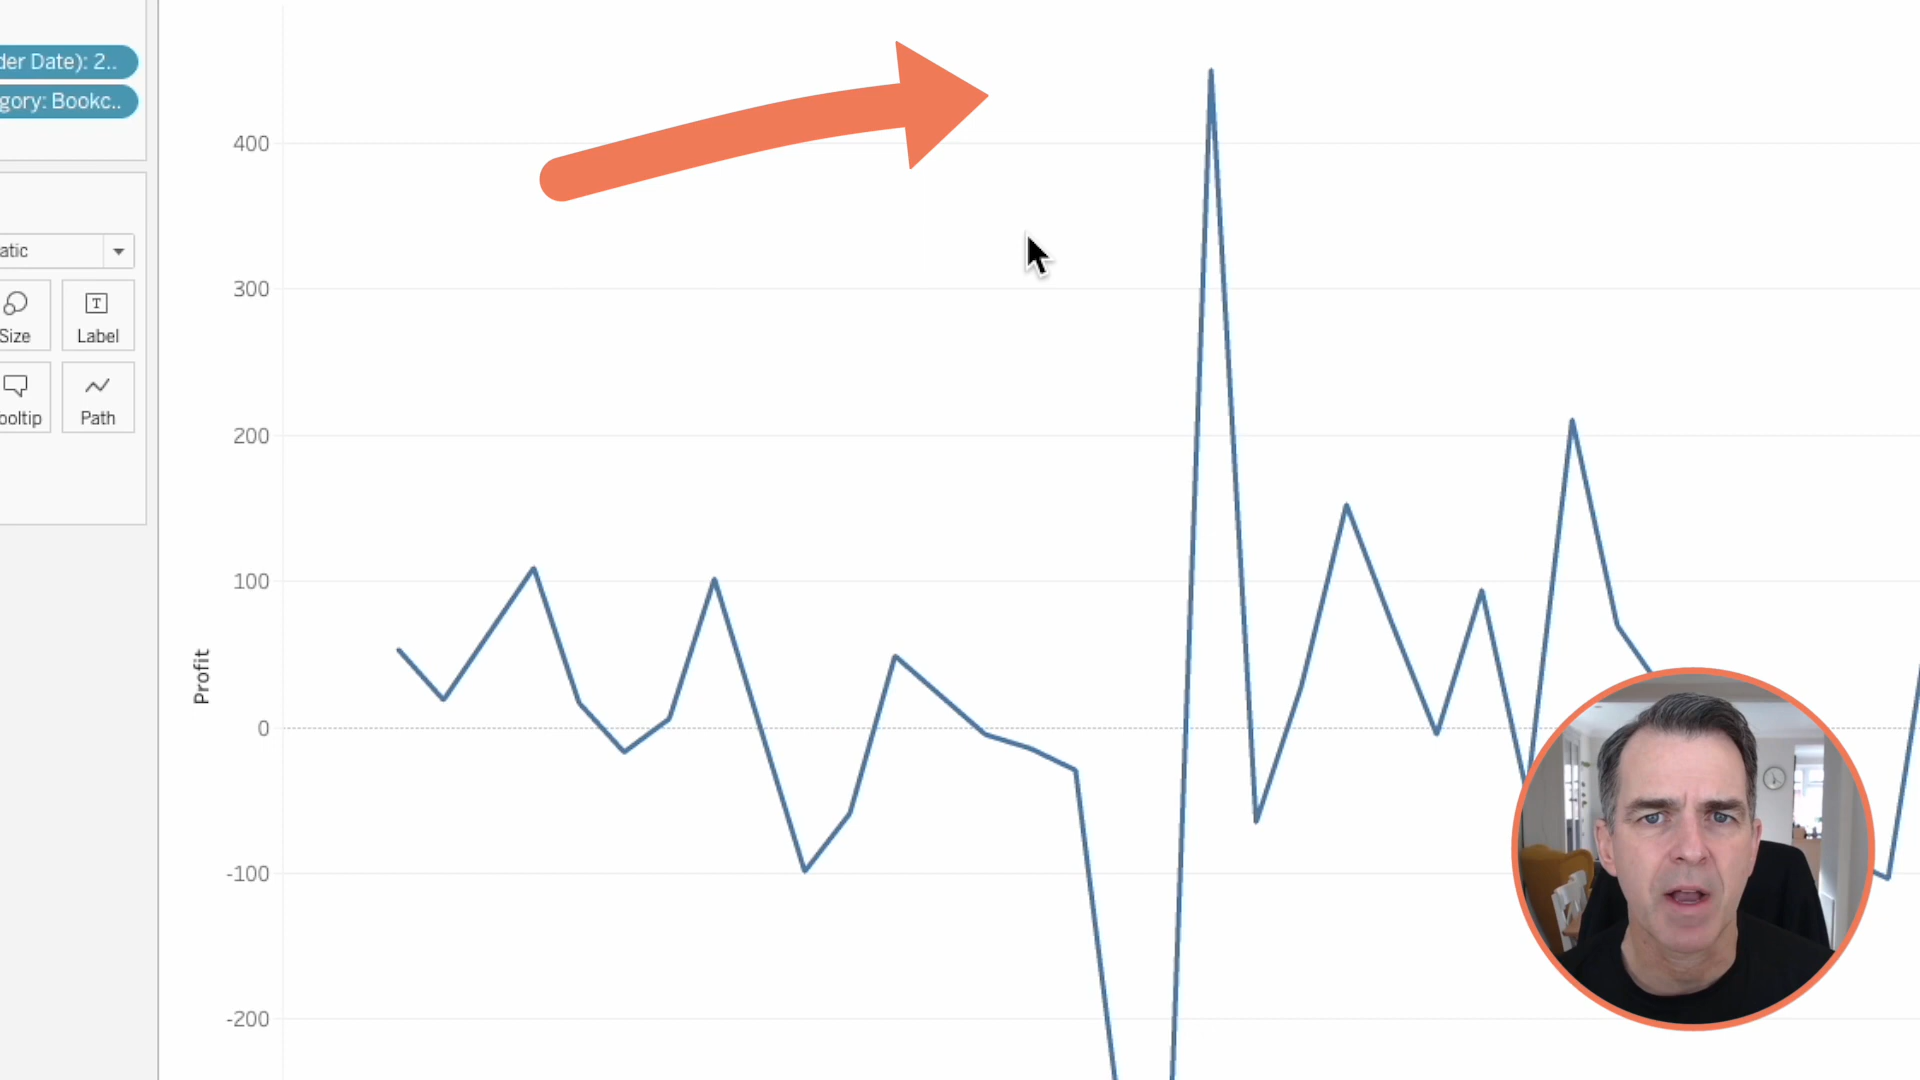 der Date): 2..
gory: Bookc..
atic
Size
Label
ooltip
Path
400
300
200
100
0
-100
-200
Profit